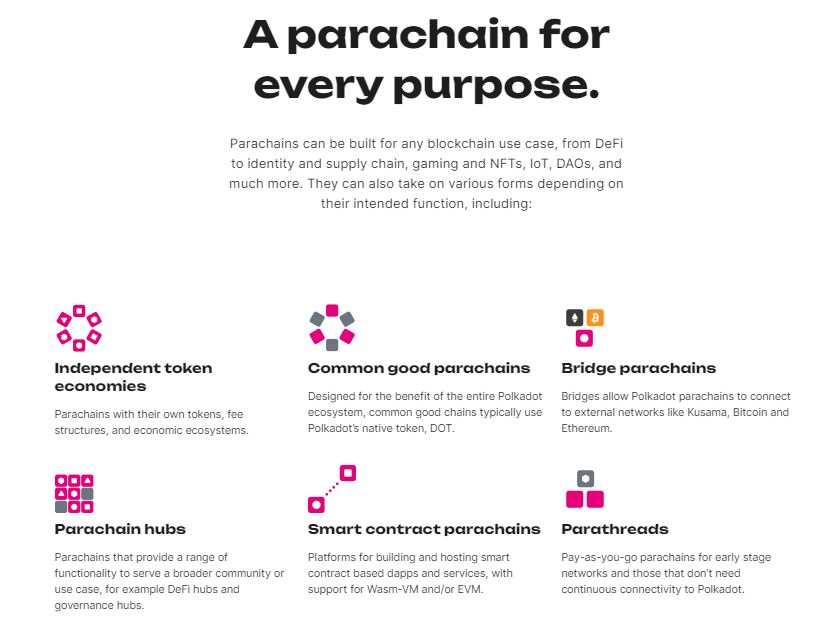 A parachain for
every purpose.
Parachains can be built for any blockchain use case, from DeFi
to identity and supply chain, gaming and NFTs, IoT, DAOs, and
much more. They can also take on various forms depending on
their intended function, including:
Independent token
economies
Parachains with their own tokens, fee
structures, and economic ecosystems.
Common good parachains
Designed for the benefit of the entire Polkadot
ecosystem, common good chains typically use
Polkadot's native token, DOT.
Bridge parachains
Bridges allow Polkadot parachains to connect
to external networks like Kusama, Bitcoin and
Ethereum.
Parachain hubs
Parachains that provide a range of
functionality to serve a broader community or
use case, for example DeFi hubs and
governance hubs.
Smart contract parachains
Platforms for building and hosting smart
contract based dapps and services, with
support for Wasm-VM and/or EVM.
Parathreads
Pay-as-you-go parachains for early stage
networks and those that don't need
continuous connectivity to Polkadot.